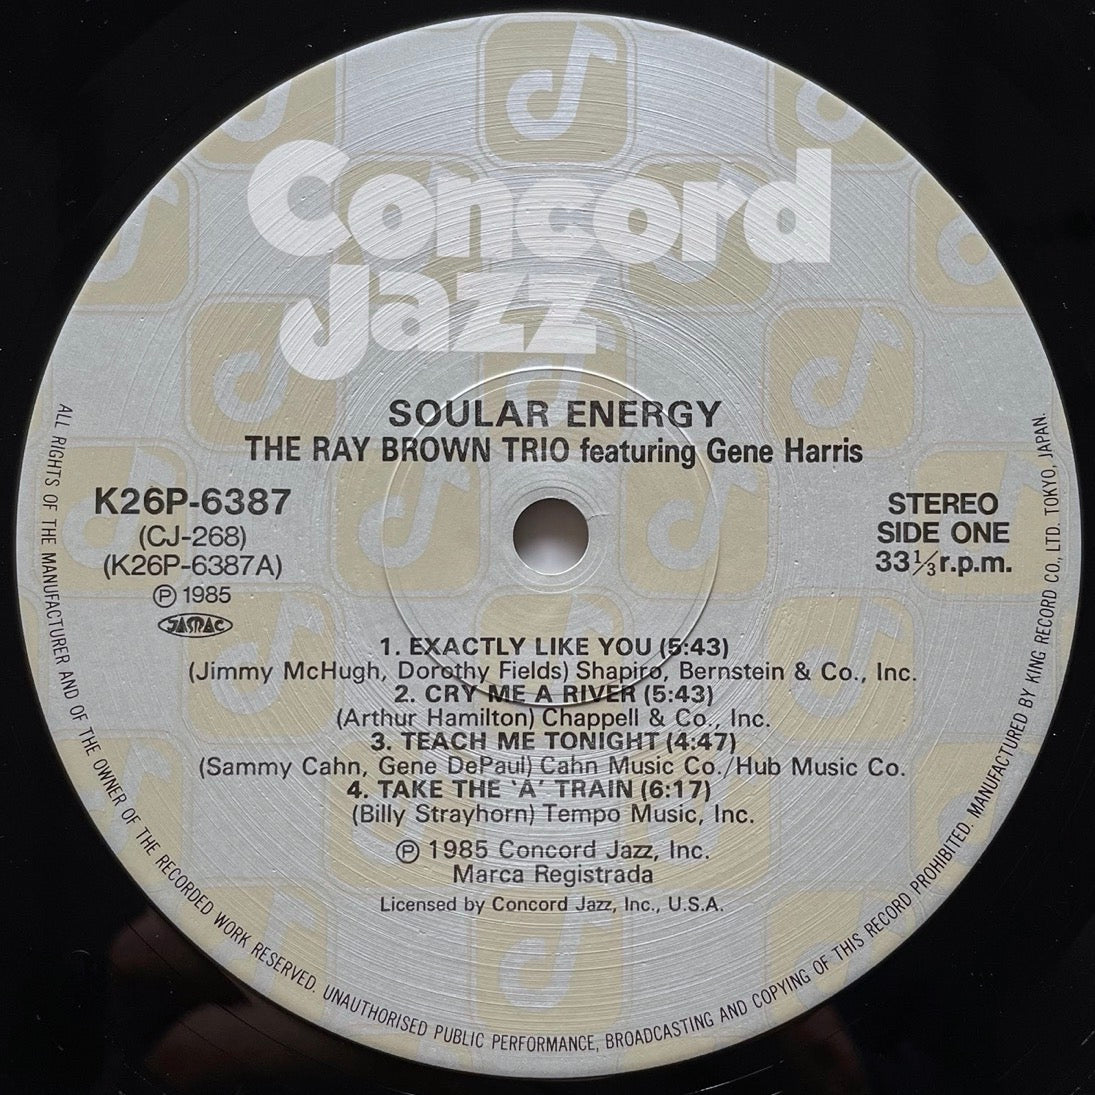 Concord
Jazz
SOULAR ENERGY
THE RAY BROWN TRIO featuring Gene Harris
K26P-6387
(CJ-268)
(K26P-6387A)
Ⓟ 1985
JASRAC
STEREO
SIDE ONE
33⅓r.p.m.
1. EXACTLY LIKE YOU (5:43)
(Jimmy McHugh, Dorothy Fields) Shapiro, Bernstein & Co., Inc.
2. CRY ME A RIVER (5:43)
(Arthur Hamilton) Chappell & Co., Inc.
3. TEACH ME TONIGHT (4:47)
(Sammy Cahn, Gene DePaul) Cahn Music Co./Hub Music Co.
4. TAKE THE 'A' TRAIN (6:17)
(Billy Strayhorn) Tempo Music, Inc.
Ⓟ 1985 Concord Jazz, Inc.
Marca Registrada
Licensed by Concord Jazz, Inc., U.S.A.
ALL RIGHTS OF THE MANUFACTURER AND OF THE OWNER OF THE RECORDED WORK RESERVED. UNAUTHORISED PUBLIC PERFORMANCE, BROADCASTING AND COPYING OF THIS RECORD PROHIBITED. MANUFACTURED BY KING RECORD CO., LTD. TOKYO, JAPAN.